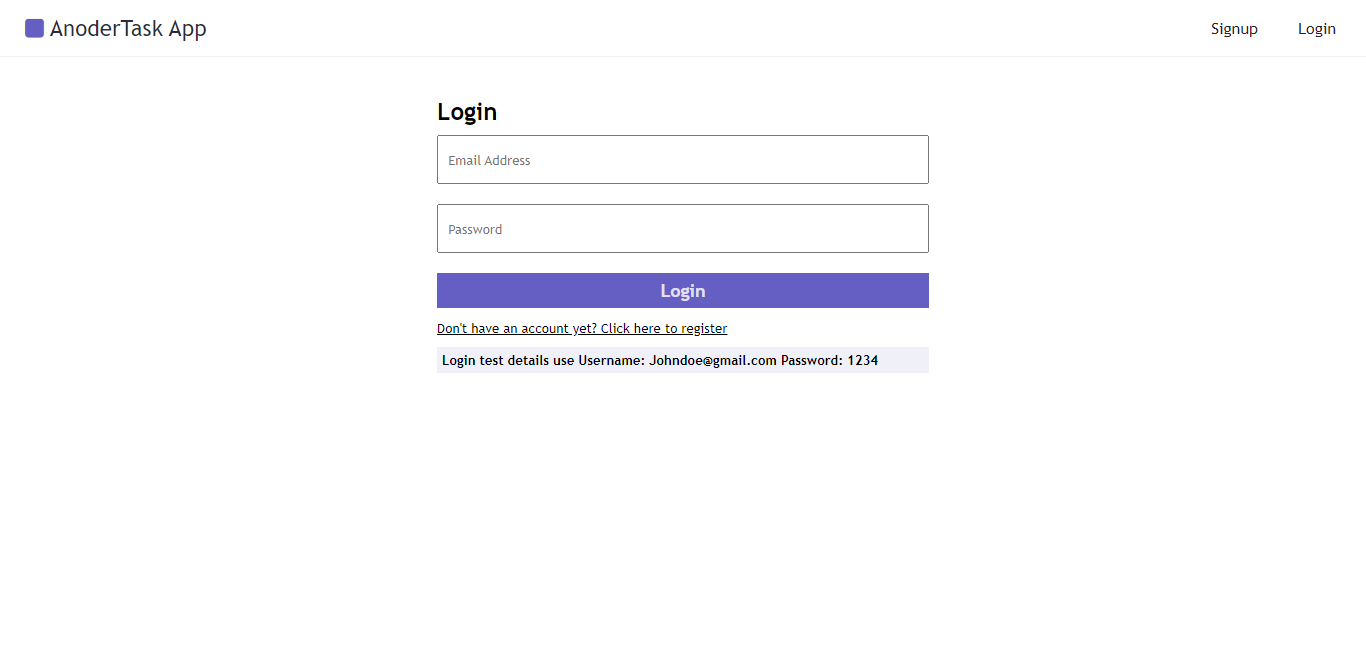 AnoderTask App
Signup
Login
Login
Email Address
Password
Login
Don't have an account yet? Click here to register
Login test details use Username: Johndoe@gmail.com Password: 1234